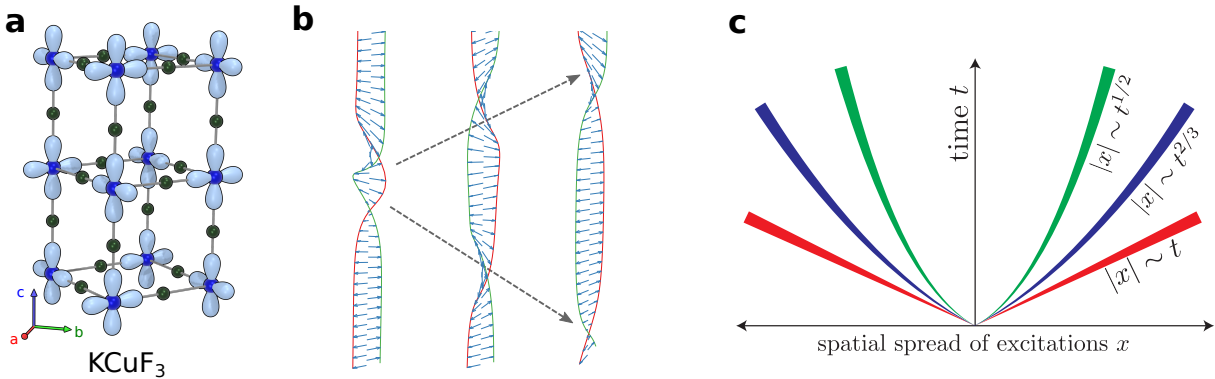 a
c
b
a
KCuF₃
b
c
time t
|x| ~ t^{1/2}
|x| ~ t^{2/3}
|x| ~ t
spatial spread of excitations x